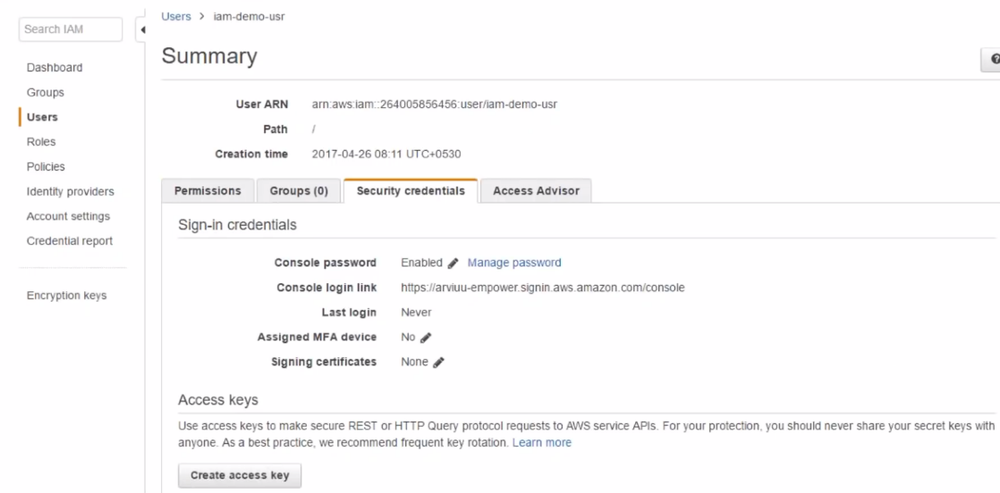 Search IAM
Dashboard
Groups
Users
Roles
Policies
Identity providers
Account settings
Credential report
Encryption keys
Users > iam-demo-usr
Summary
User ARN arn:aws:iam::264005856456:user/iam-demo-usr
Path /
Creation time 2017-04-26 08:11 UTC+0530
Permissions Groups (0) Security credentials Access Advisor
Sign-in credentials
Console password Enabled Manage password
Console login link https://arviuu-empower.signin.aws.amazon.com/console
Last login Never
Assigned MFA device No
Signing certificates None
Access keys
Use access keys to make secure REST or HTTP Query protocol requests to AWS service APIs. For your protection, you should never share your secret keys with
anyone. As a best practice, we recommend frequent key rotation. Learn more
Create access key